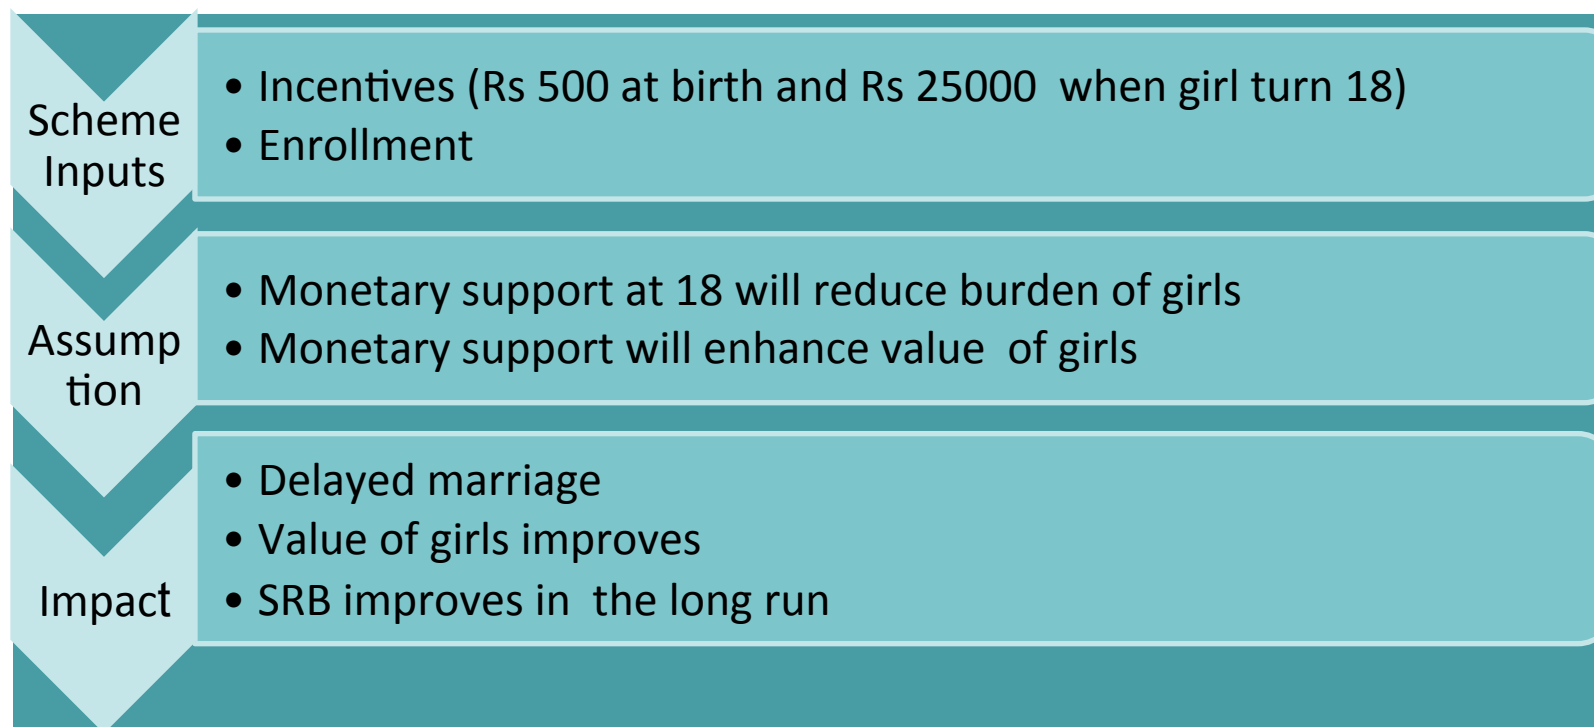 Scheme
Inputs
• Incentives (Rs 500 at birth and Rs 25000  when girl turn 18)
• Enrollment
Assump
tion
• Monetary support at 18 will reduce burden of girls
• Monetary support will enhance value  of girls
Impact
• Delayed marriage
• Value of girls improves
• SRB improves in  the long run